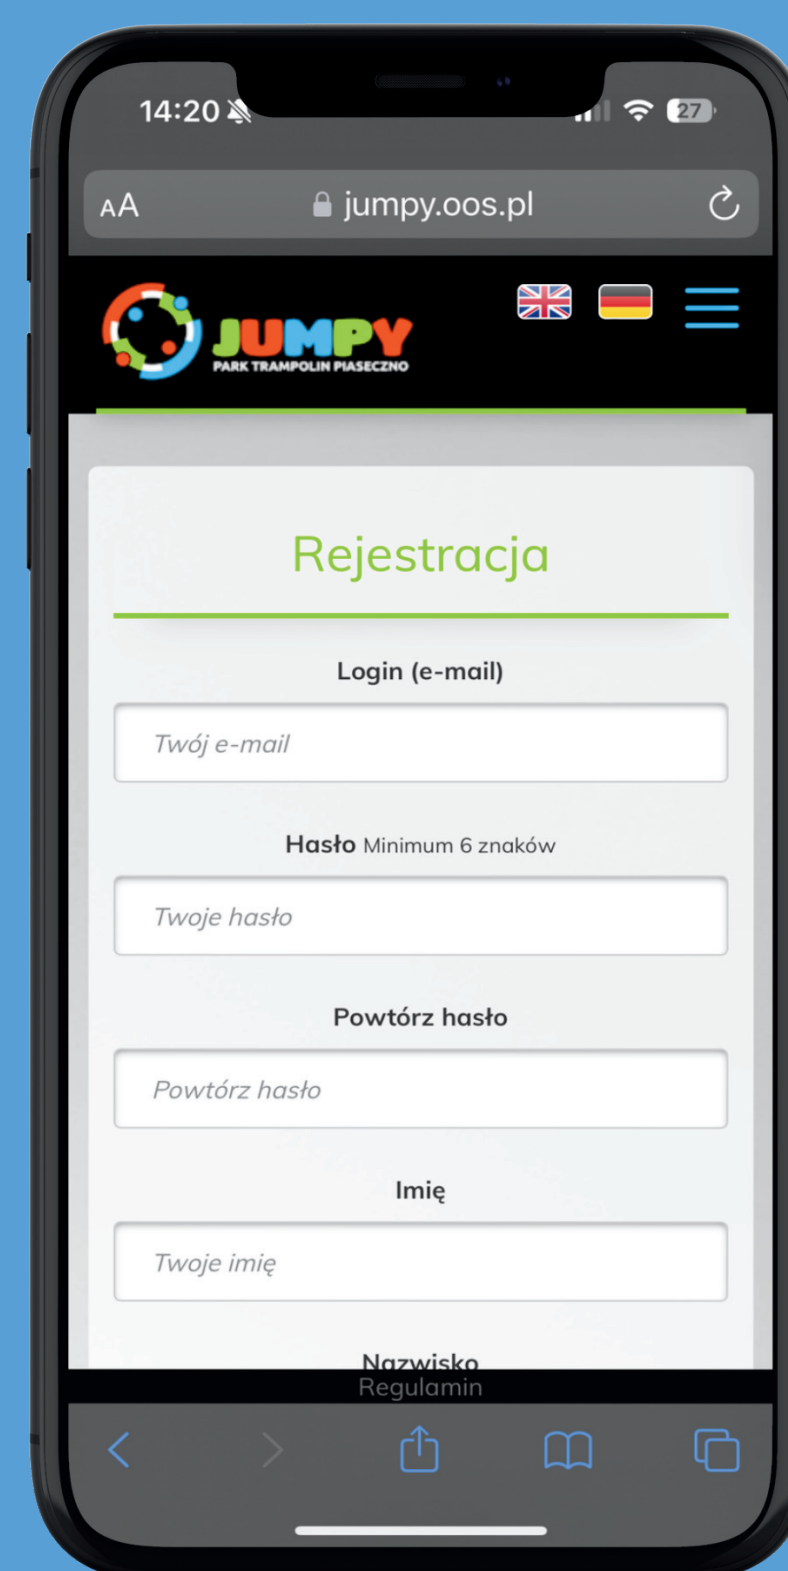 14:20
27
AA
jumpy.oos.pl
JUMPY
PARK TRAMPOLIN PIASECZNO
Rejestracja
Login (e-mail)
Twój e-mail
Hasło Minimum 6 znaków
Twoje hasło
Powtórz hasło
Powtórz hasło
Imię
Twoje imię
Nazwisko
Regulamin